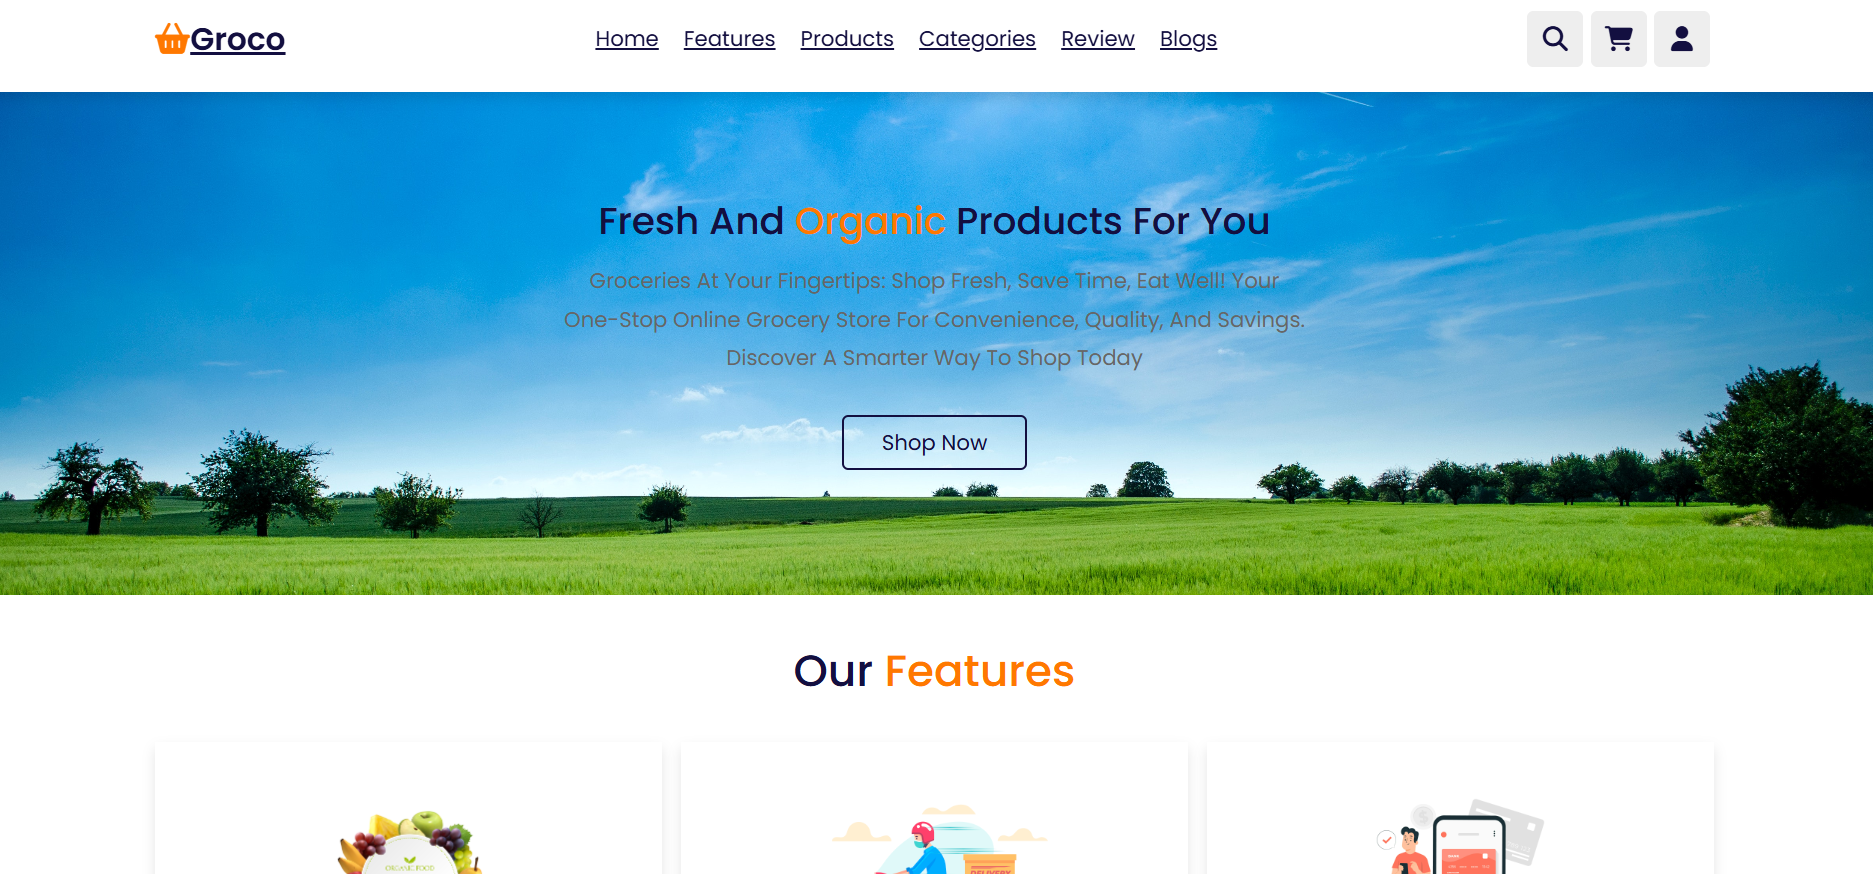 Groco
Home Features Products Categories Review Blogs
Fresh And Organic Products For You
Groceries At Your Fingertips: Shop Fresh, Save Time, Eat Well! Your
One-Stop Online Grocery Store For Convenience, Quality, And Savings.
Discover A Smarter Way To Shop Today
Shop Now
Our Features
ORGANIC FOOD
DELIVERY